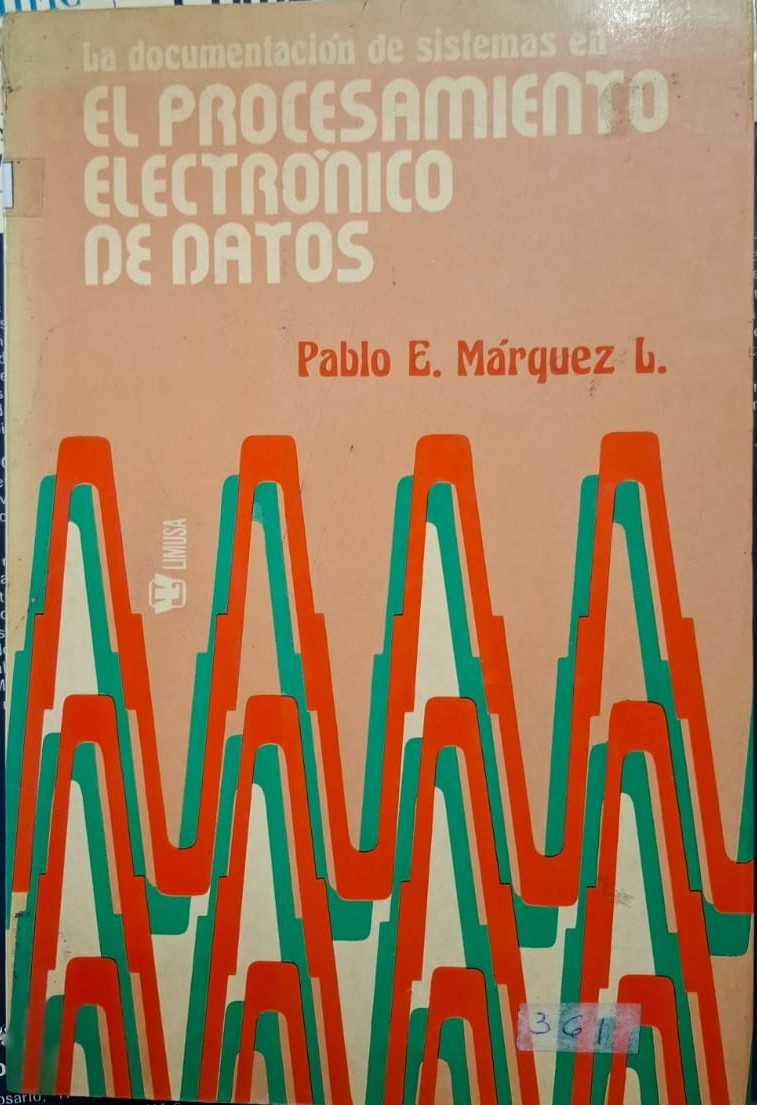 La documentación de sistemas en
EL PROCESAMIENTO
ELECTRÓNICO
DE DATOS
Pablo E. Márquez L.
LIMUSA
361